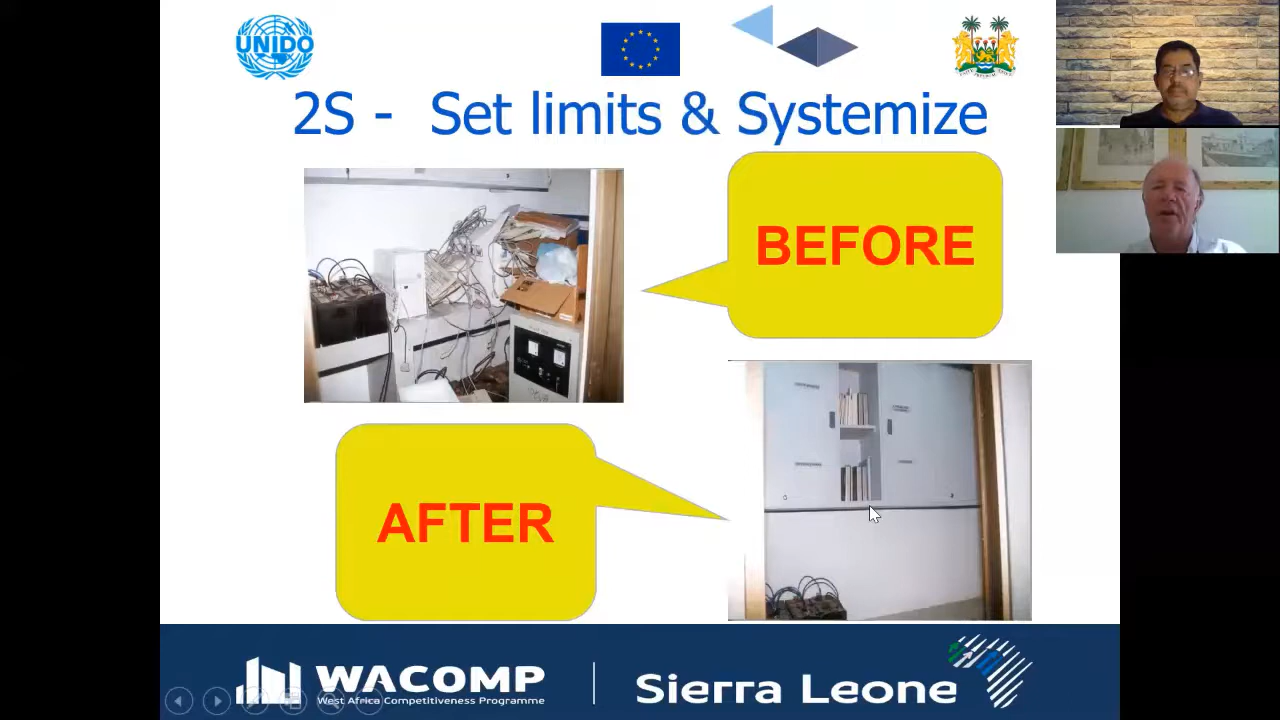 UNIDO
2S - Set limits & Systemize
BEFORE
AFTER
WACOMP
West Africa Competitiveness Programme
Sierra Leone